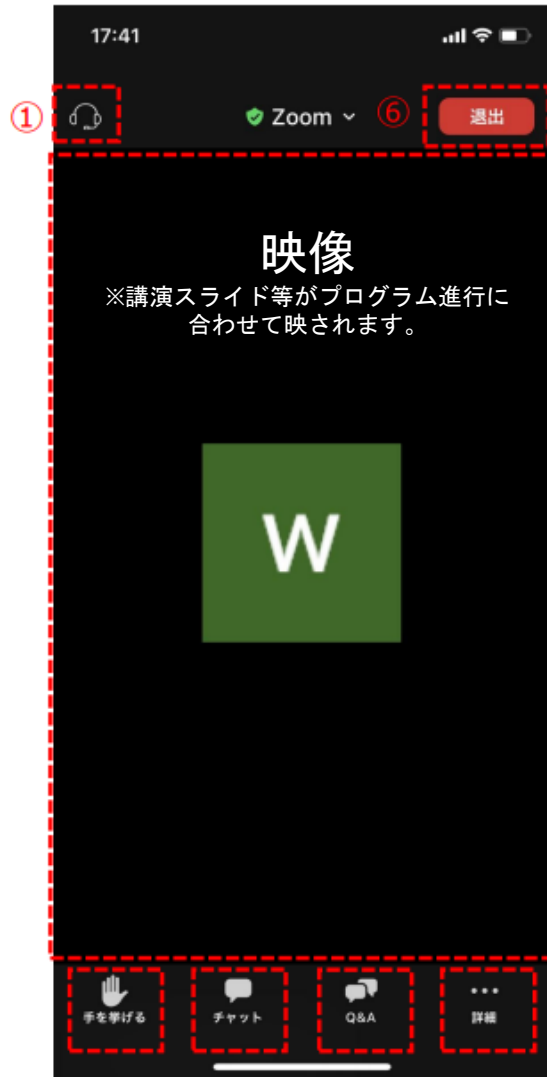 17:41
①
Zoom
⑥
退出
映像
※講演スライド等がプログラム進行に
合わせて映されます。
W
手を挙げる
チャット
Q&A
詳細